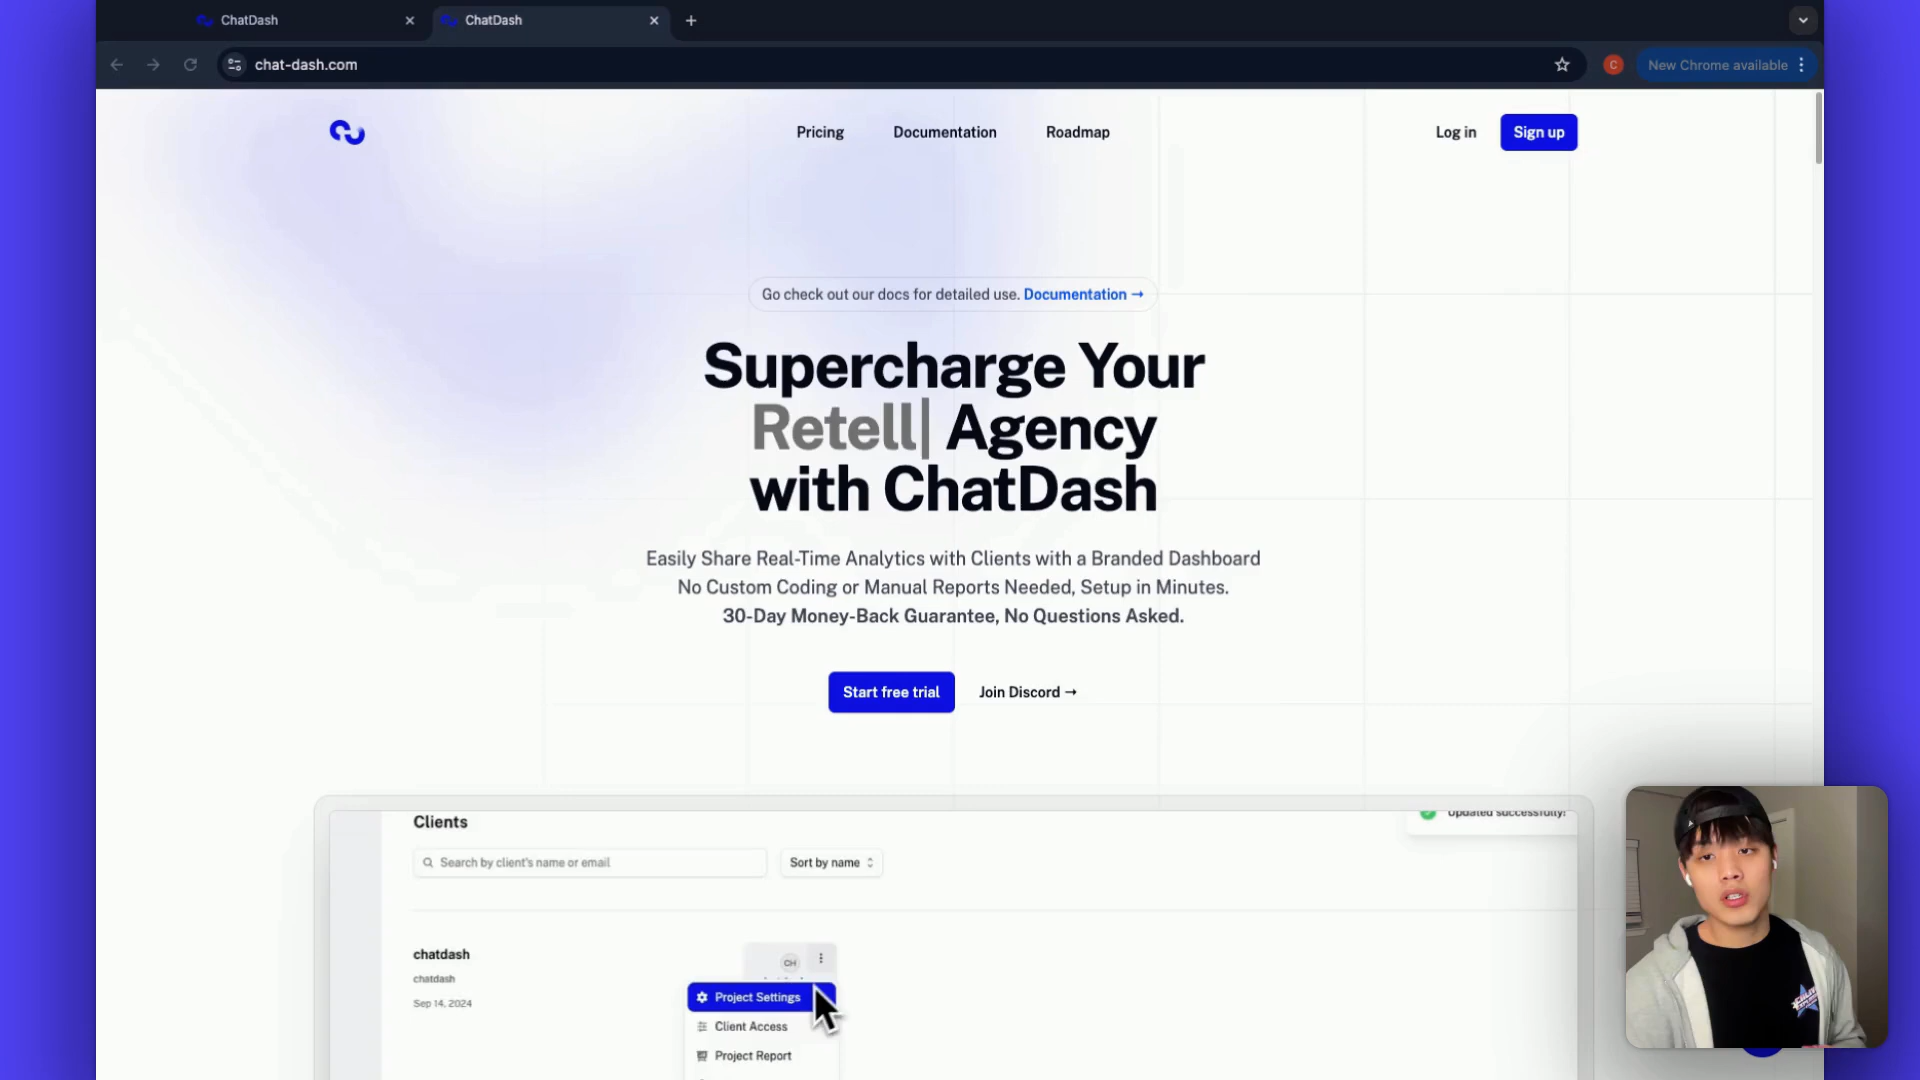 ChatDash
ChatDash
chat-dash.com
C
New Chrome available
Pricing
Documentation
Roadmap
Log in
Sign up
Go check out our docs for detailed use. Documentation →
Supercharge Your
Retell| Agency
with ChatDash
Easily Share Real-Time Analytics with Clients with a Branded Dashboard
No Custom Coding or Manual Reports Needed, Setup in Minutes.
30-Day Money-Back Guarantee, No Questions Asked.
Start free trial
Join Discord →
Clients
Updated successfully!
Search by client's name or email
Sort by name
chatdash
CH
chatdash
Sep 14, 2024
Project Settings
Client Access
Project Report